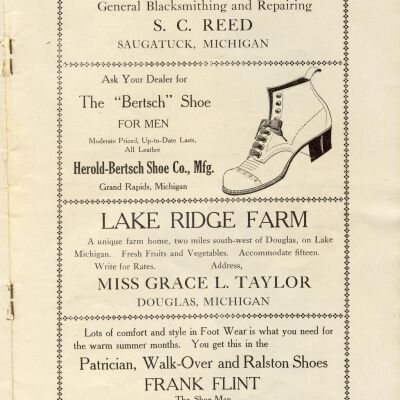 General Blacksmithing and Repairing
S. C. REED
SAUGATUCK, MICHIGAN
Ask Your Dealer for
The "Bertsch" Shoe
FOR MEN
Moderate Priced, Up-to-Date Lasts,
All Leather
Herold-Bertsch Shoe Co., Mfg.
Grand Rapids, Michigan
LAKE RIDGE FARM
A unique farm home, two miles south-west of Douglas, on Lake
Michigan. Fresh Fruits and Vegetables. Accommodate fifteen.
Write for Rates. Address,
MISS GRACE L. TAYLOR
DOUGLAS, MICHIGAN
Lots of comfort and style in Foot Wear is what you need for
the warm summer months. You get this in the
Patrician, Walk-Over and Ralston Shoes
FRANK FLINT
The Shoe Man